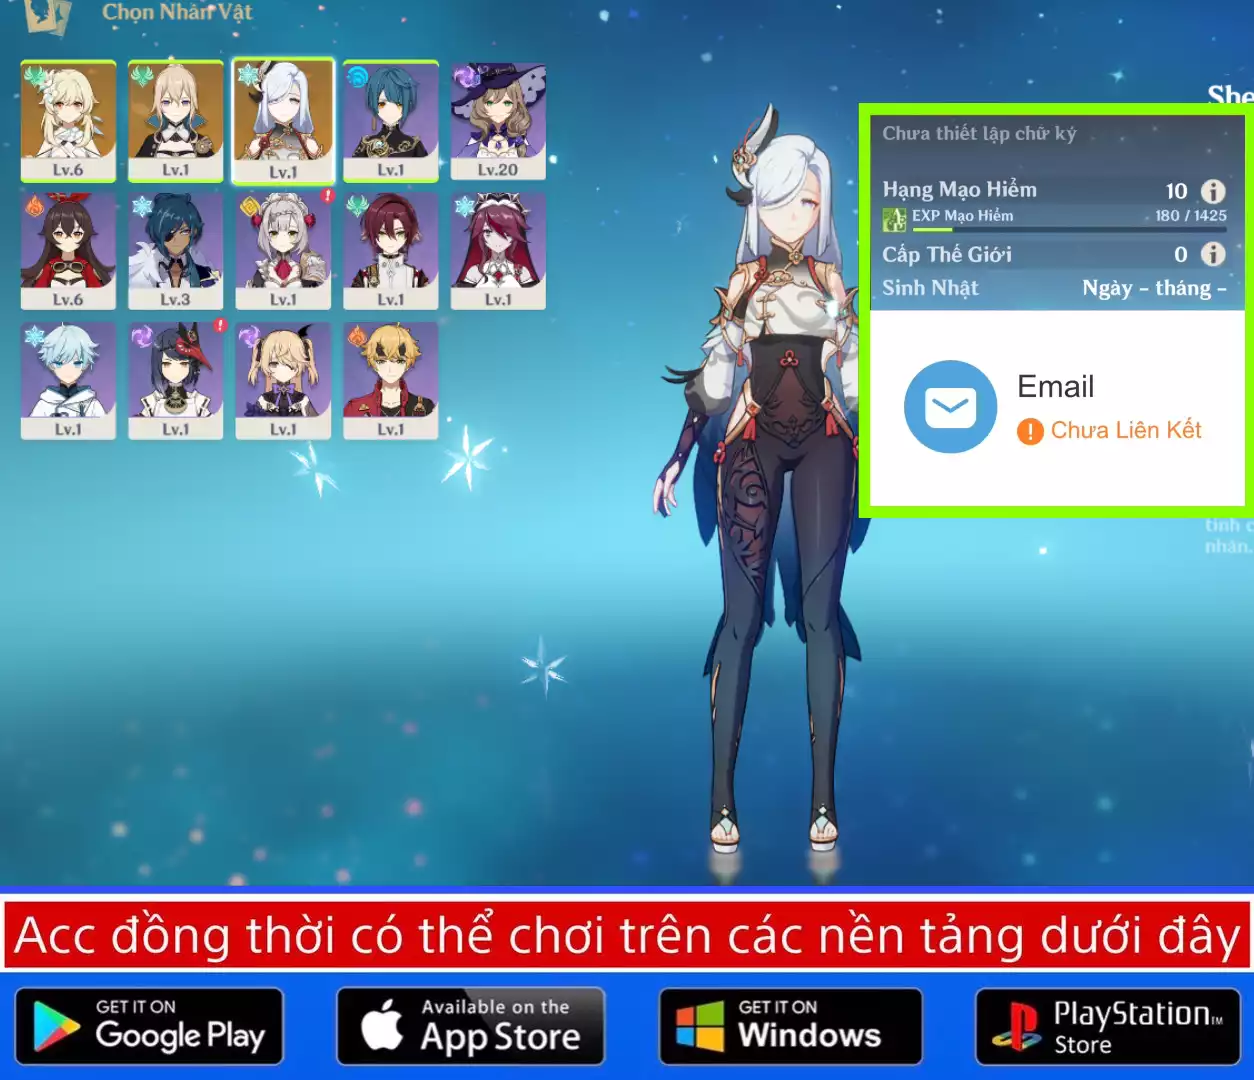 Chọn Nhân Vật
Lv.6
Lv.1
Lv.1
Lv.1
Lv.20
Lv.6
Lv.3
Lv.1
Lv.1
Lv.1
Lv.1
Lv.1
Lv.1
Lv.1
She
Chưa thiết lập chữ ký
Hạng Mạo Hiểm 10
EXP Mạo Hiểm 180 / 1425
Cấp Thế Giới 0
Sinh Nhật Ngày - tháng -
Email
Chưa Liên Kết
tính c
nhân.
Acc đồng thời có thể chơi trên các nền tảng dưới đây
GET IT ON
Google Play
Available on the
App Store
GET IT ON
Windows
PlayStation™
Store